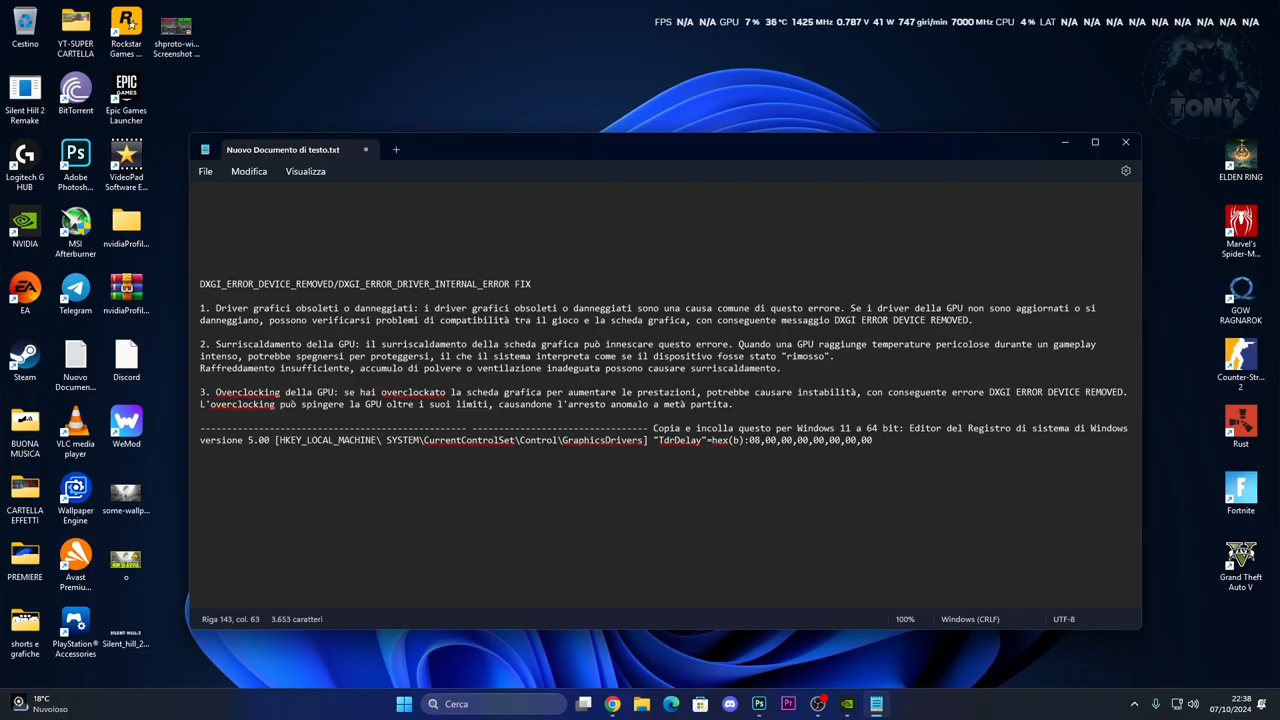 FPS N/A N/A GPU 7 % 36°C 1425 MHz 0.787 V 41 W 747 giri/min 7000 MHz CPU 4 % LAT N/A N/A N/A N/A N/A N/A N/A N/A
Cestino
YT-SUPER CARTELLA
Rockstar Games ...
shproto-wi... Screenshot ...
Silent Hill 2 Remake
BitTorrent
EPIC GAMES
Epic Games Launcher
TONY
Logitech G HUB
Ps
Adobe Photosh...
VideoPad Software E...
ELDEN RING
NVIDIA
MSI Afterburner
nvidiaProfil...
Marvel's Spider-M...
EA
EA
Telegram
nvidiaProfil...
GOW RAGNAROK
Steam
Nuovo Documen...
Discord
Counter-Str... 2
BUONA MUSICA
VLC media player
WeMod
Rust
CARTELLA EFFETTI
Wallpaper Engine
some-wallp...
Fortnite
PREMIERE
Avast Premiu...
o
Grand Theft Auto V
shorts e grafiche
PlayStation® Accessories
SILENT HILL 2
Silent_hill_2...
Nuovo Documento di testo.txt
File Modifica Visualizza
DXGI_ERROR_DEVICE_REMOVED/DXGI_ERROR_DRIVER_INTERNAL_ERROR FIX
1. Driver grafici obsoleti o danneggiati: i driver grafici obsoleti o danneggiati sono una causa comune di questo errore. Se i driver della GPU non sono aggiornati o si
danneggiano, possono verificarsi problemi di compatibilità tra il gioco e la scheda grafica, con conseguente messaggio DXGI ERROR DEVICE REMOVED.
2. Surriscaldamento della GPU: il surriscaldamento della scheda grafica può innescare questo errore. Quando una GPU raggiunge temperature pericolose durante un gameplay
intenso, potrebbe spegnersi per proteggersi, il che il sistema interpreta come se il dispositivo fosse stato "rimosso".
Raffreddamento insufficiente, accumulo di polvere o ventilazione inadeguata possono causare surriscaldamento.
3. Overclocking della GPU: se hai overclockato la scheda grafica per aumentare le prestazioni, potrebbe causare instabilità, con conseguente errore DXGI ERROR DEVICE REMOVED.
L'overclocking può spingere la GPU oltre i suoi limiti, causandone l'arresto anomalo a metà partita.
-------------------------------------------------- --------------------------------- Copia e incolla questo per Windows 11 a 64 bit: Editor del Registro di sistema di Windows
versione 5.00 [HKEY_LOCAL_MACHINE\ SYSTEM\CurrentControlSet\Control\GraphicsDrivers] "TdrDelay"=hex(b):08,00,00,00,00,00,00,00
Riga 143, col. 63 3.653 caratteri 100% Windows (CRLF) UTF-8
18°C
Nuvoloso
Cerca
Ps
Pr
22:38
07/10/2024